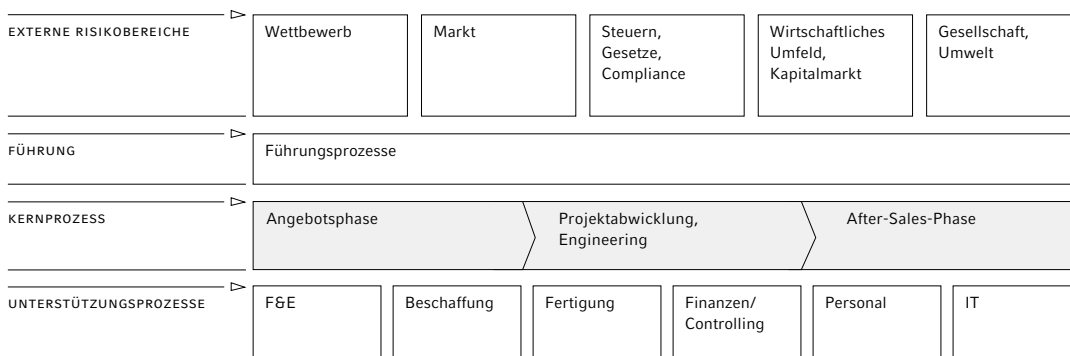 EXTERNE RISIKOBEREICHE
Wettbewerb
Markt
Steuern,
Gesetze,
Compliance
Wirtschaftliches
Umfeld,
Kapitalmarkt
Gesellschaft,
Umwelt
FÜHRUNG
Führungsprozesse
KERNPROZESS
Angebotsphase
Projektabwicklung,
Engineering
After-Sales-Phase
UNTERSTÜTZUNGSPROZESSE
F&E
Beschaffung
Fertigung
Finanzen/
Controlling
Personal
IT